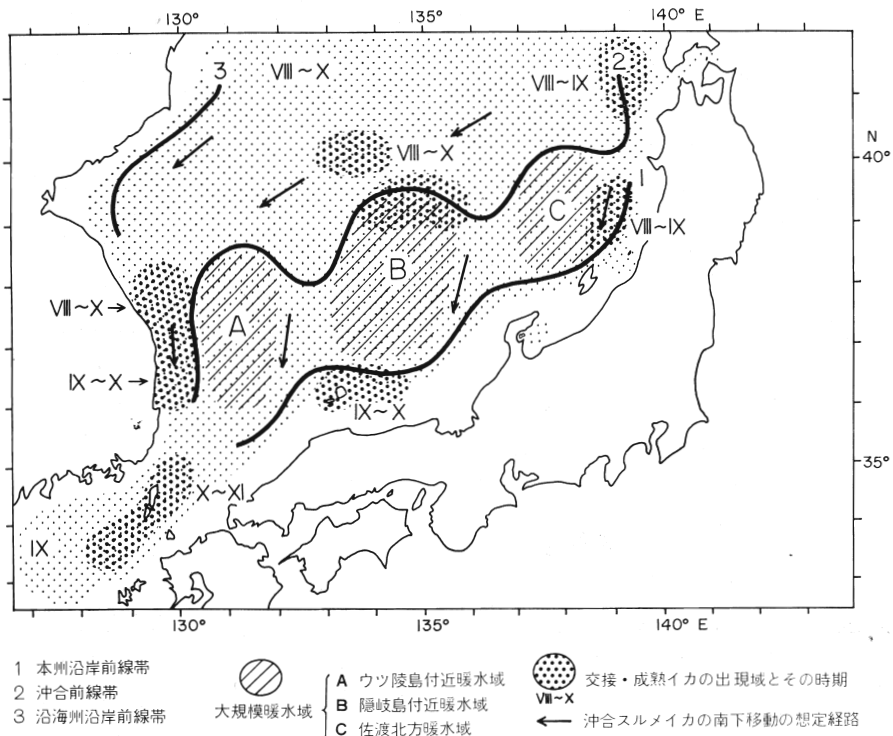 130°
135°
140° E
3
VIII～X
VIII～IX
2
N
40°
VIII～X
1
C
VIII～IX
B
VIII～X→
A
IX～X→
IX～X
35°
X～XI
IX
130°
135°
140° E
1 本州沿岸前線帯
2 沖合前線帯
3 沿海州沿岸前線帯
大規模暖水域
A ウツ陵島付近暖水域
B 隠岐島付近暖水域
C 佐渡北方暖水域
VIII～X
交接・成熟イカの出現域とその時期
沖合スルメイカの南下移動の想定経路